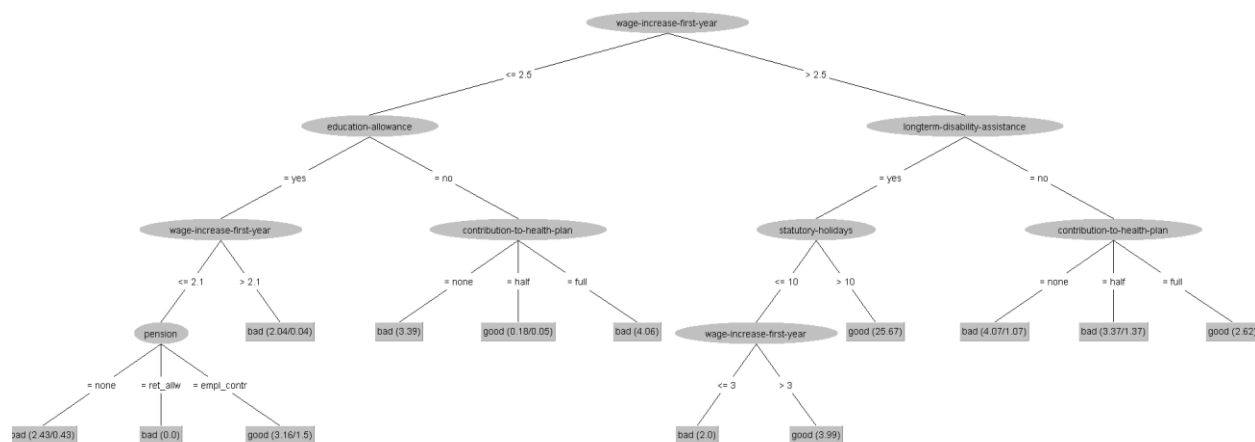 wage-increase-first-year
<= 2.5
> 2.5
education-allowance
longterm-disability-assistance
= yes
= no
= yes
= no
wage-increase-first-year
contribution-to-health-plan
statutory-holidays
contribution-to-health-plan
<= 2.1
> 2.1
= none
= half
= full
<= 10
> 10
= none
= half
= full
pension
bad (2.04/0.04)
bad (3.39)
good (0.18/0.05)
bad (4.06)
wage-increase-first-year
good (25.67)
bad (4.07/1.07)
bad (3.37/1.37)
good (2.62)
= none
= ret_allw
= empl_contr
<= 3
> 3
bad (2.43/0.43)
bad (0.0)
good (3.16/1.5)
bad (2.0)
good (3.99)